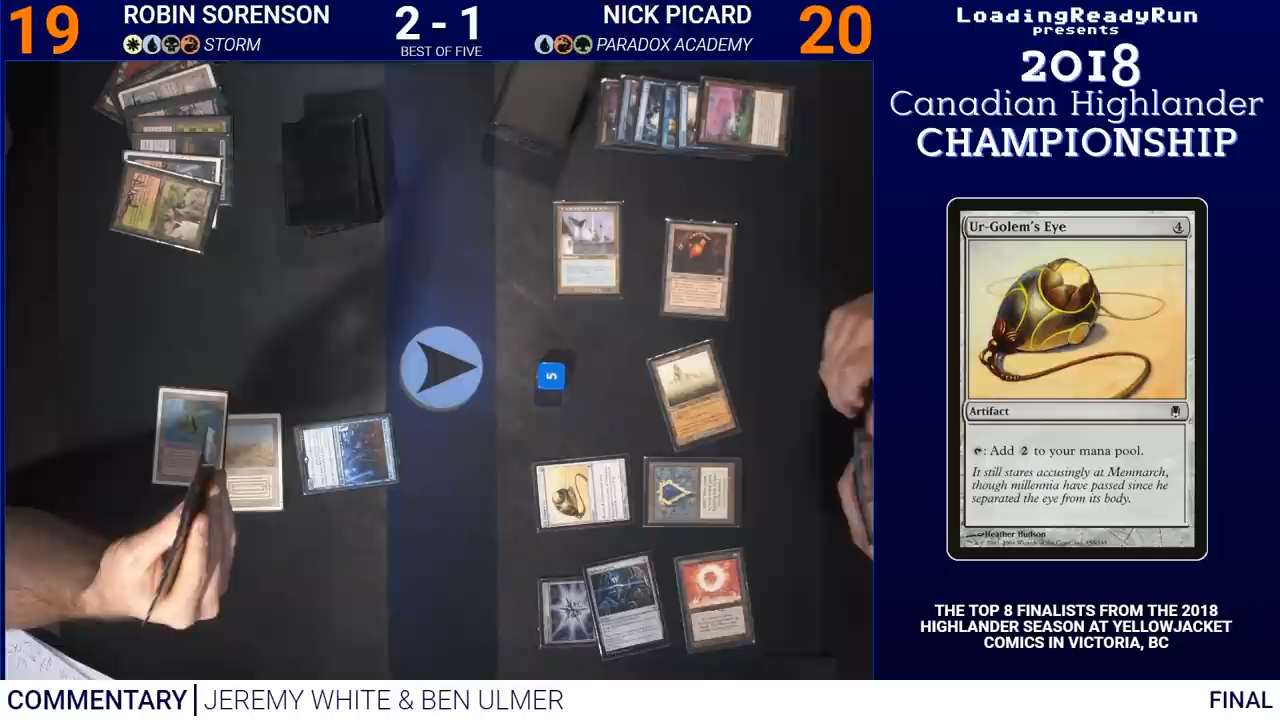 19
ROBIN SORENSON
STORM
2 - 1
BEST OF FIVE
NICK PICARD
PARADOX ACADEMY
20
LoadingReadyRun
presents
2018
Canadian Highlander
CHAMPIONSHIP
5
Ur-Golem's Eye
4
Artifact
: Add 2 to your mana pool.
It still stares accusingly at Memnarch,
though millennia have passed since he
separated the eye from its body.
Heather Hudson
THE TOP 8 FINALISTS FROM THE 2018
HIGHLANDER SEASON AT YELLOWJACKET
COMICS IN VICTORIA, BC
COMMENTARY | JEREMY WHITE & BEN ULMER
FINAL